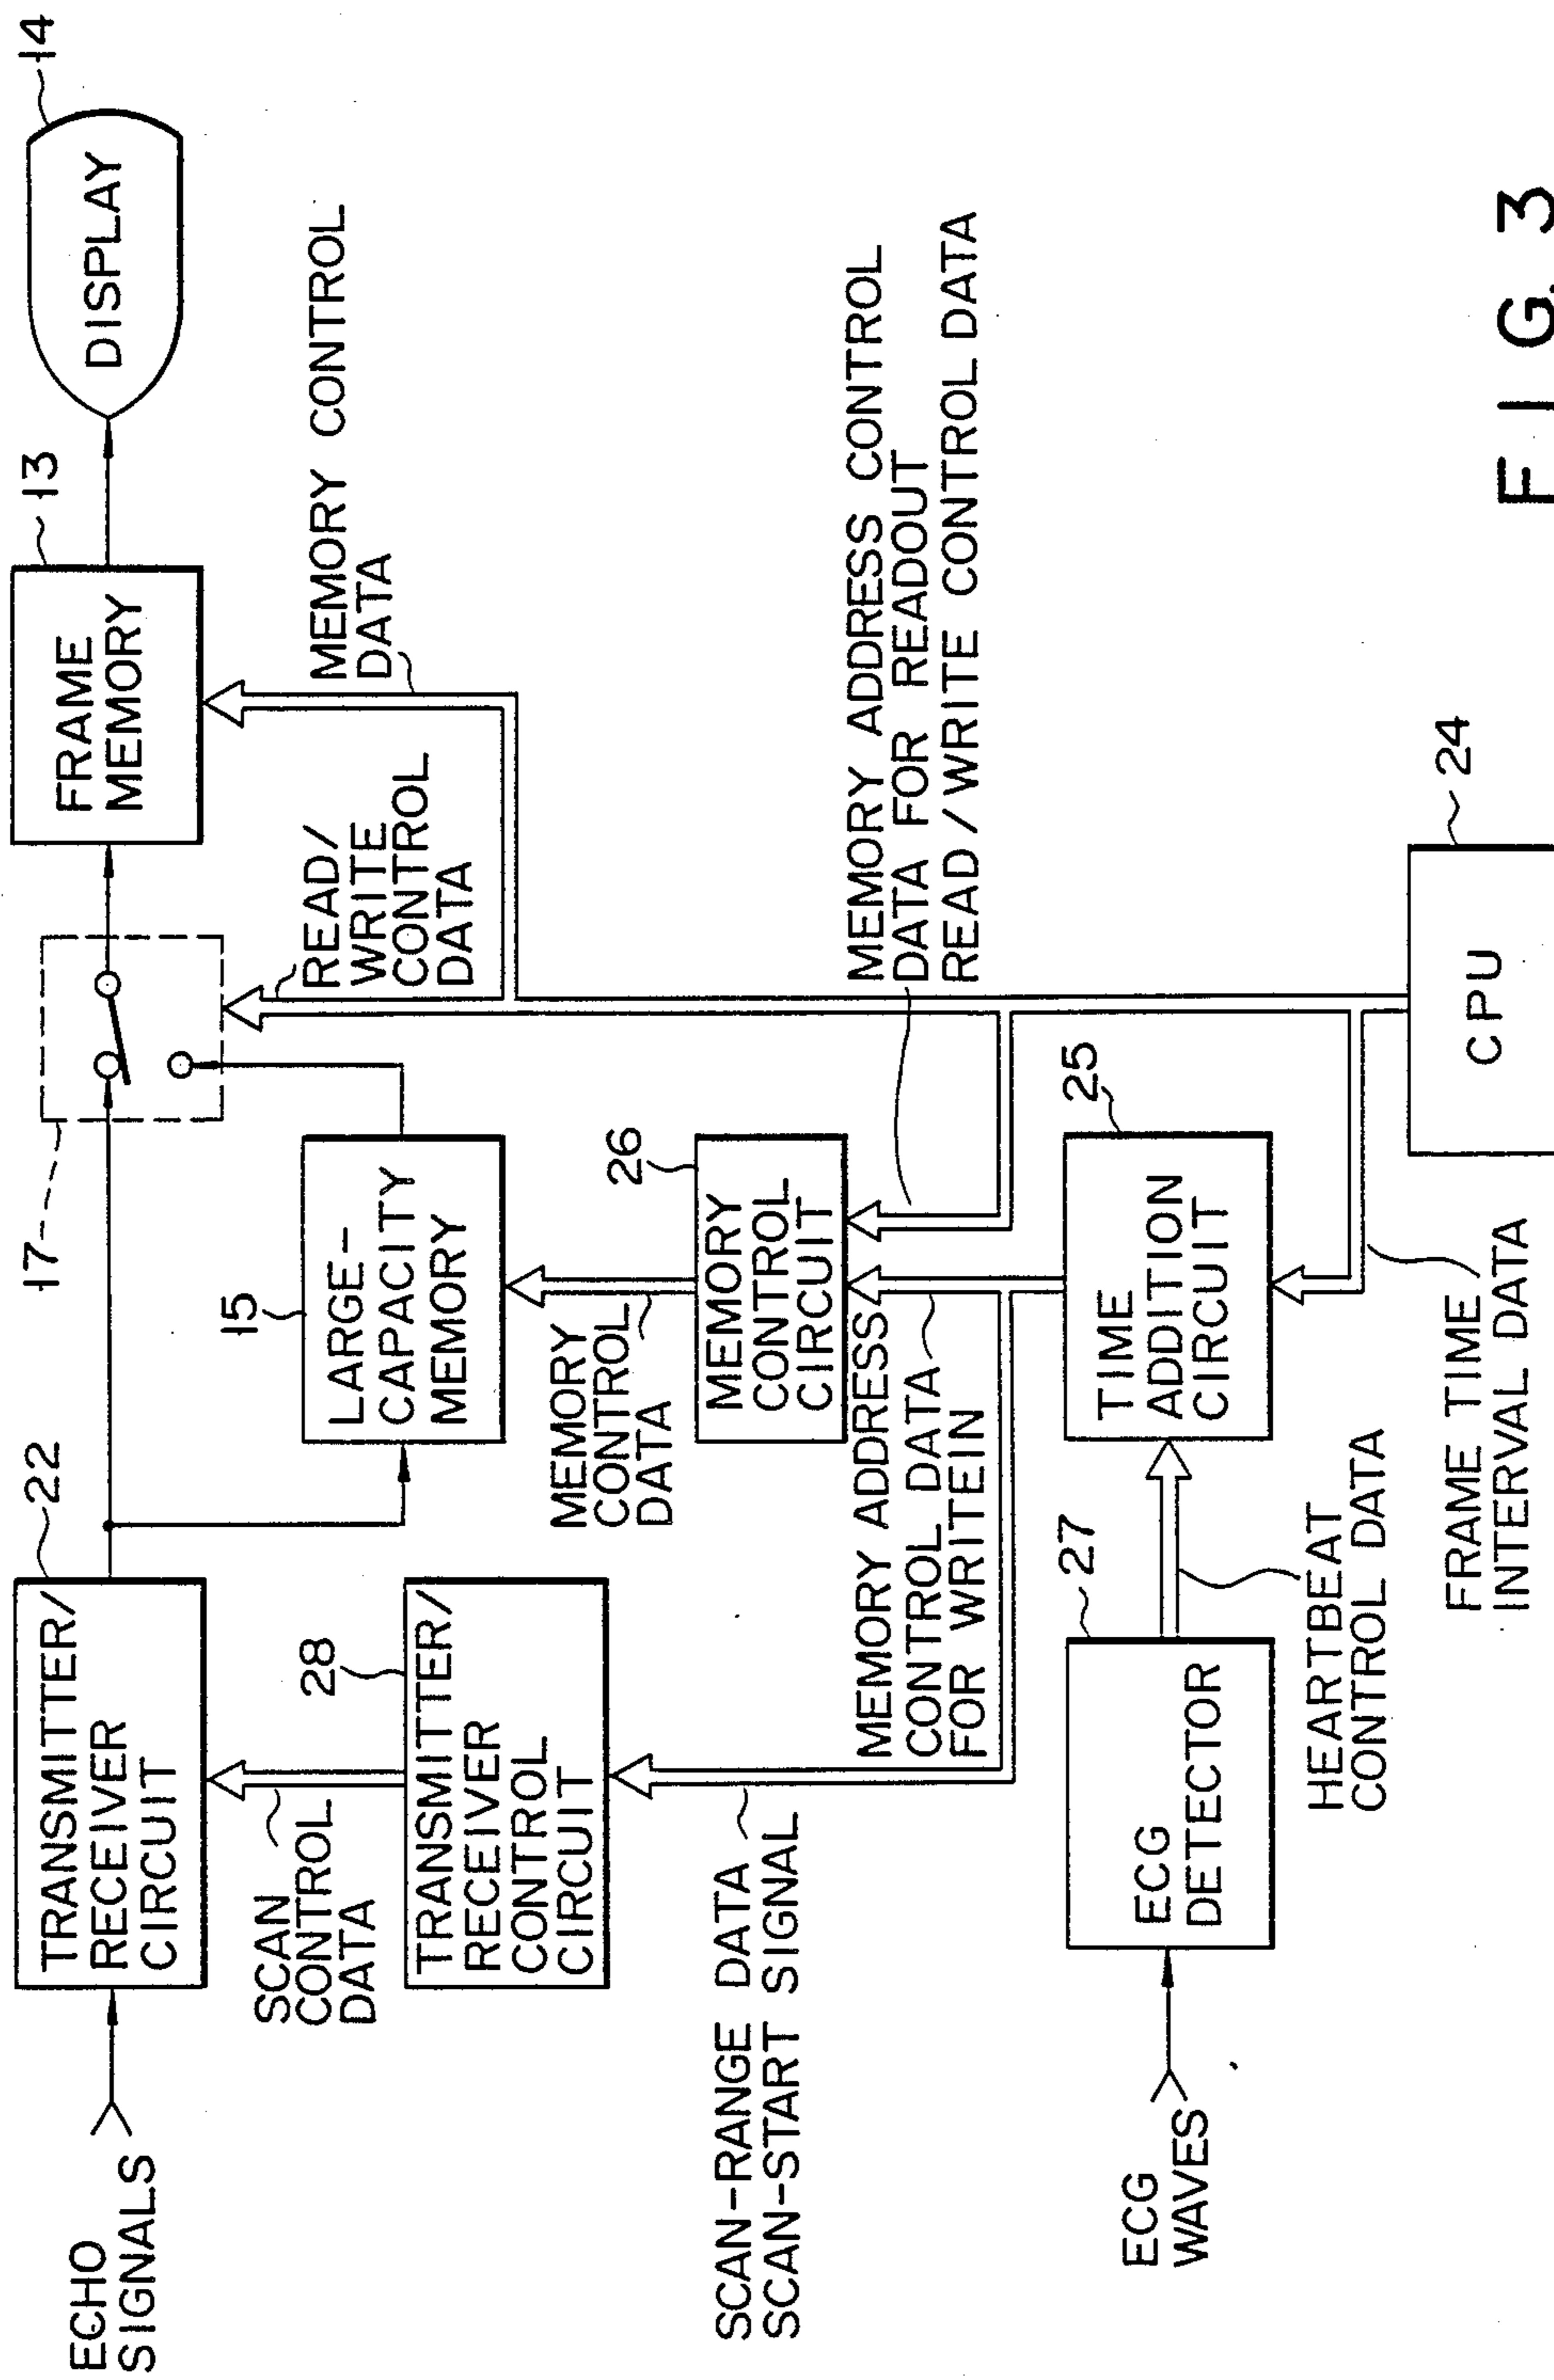 ECHO
SIGNALS
TRANSMITTER/
RECEIVER
CIRCUIT
22
17
FRAME
MEMORY
13
DISPLAY
14
SCAN
CONTROL
DATA
28
TRANSMITTER/
RECEIVER
CONTROL
CIRCUIT
15
LARGE-
CAPACITY
MEMORY
READ/
WRITE
CONTROL
DATA
MEMORY CONTROL
DATA
MEMORY
CONTROL
DATA
26
MEMORY
CONTROL
CIRCUIT
SCAN-RANGE DATA
SCAN-START SIGNAL
MEMORY ADDRESS
CONTROL DATA
FOR WRITEIN
MEMORY ADDRESS CONTROL
DATA FOR READOUT
READ/WRITE CONTROL DATA
ECG
WAVES
ECG
DETECTOR
27
TIME
ADDITION
CIRCUIT
25
HEARTBEAT
CONTROL DATA
FRAME TIME
INTERVAL DATA
CPU
24
FIG. 3